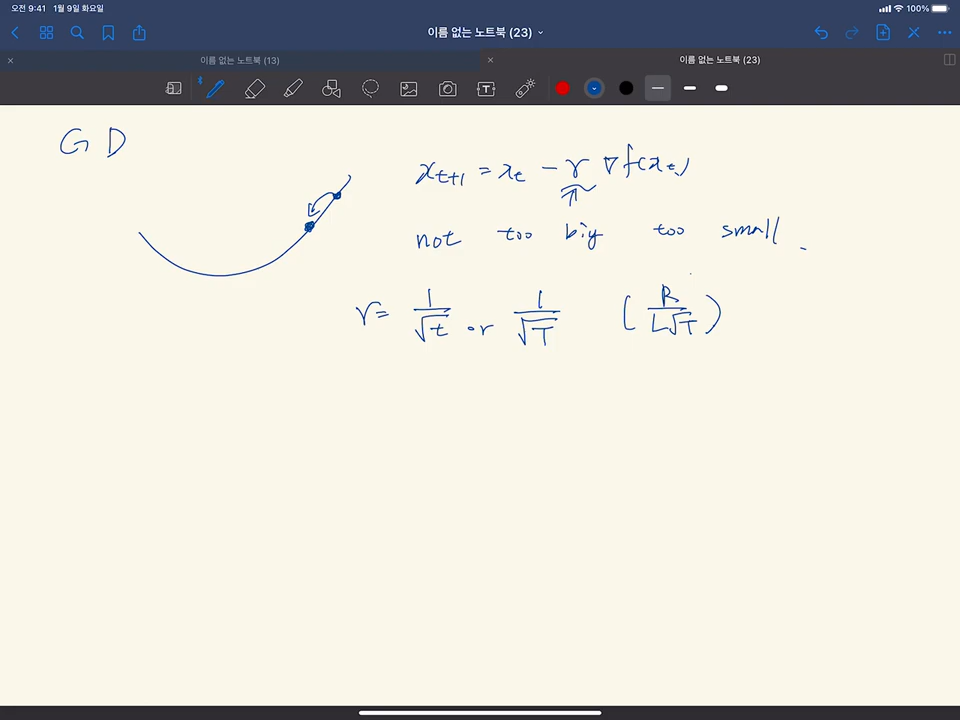 오전 9:41 1월 9일 화요일
100%
이름 없는 노트북 (23)
이름 없는 노트북 (13)
이름 없는 노트북 (23)
G D
x_{t+1} = x_t - γ ∇f(x_t)
not too big too small
γ = 1/√t or 1/√T (R/L√T)